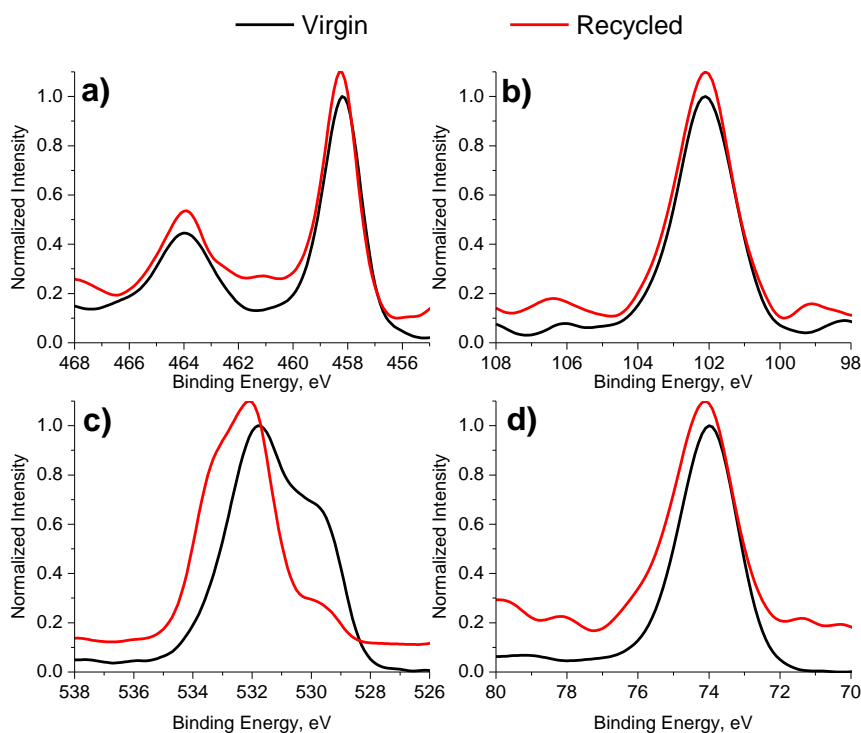 Virgin Recycled
a) b)
1.0 1.0
0.8 0.8
0.6 0.6
0.4 0.4
0.2 0.2
0.0 0.0
Normalized Intensity Normalized Intensity
468 466 464 462 460 458 456 108 106 104 102 100 98
Binding Energy, eV Binding Energy, eV
c) d)
1.0 1.0
0.8 0.8
0.6 0.6
0.4 0.4
0.2 0.2
0.0 0.0
Normalized Intensity Normalized Intensity
538 536 534 532 530 528 526 80 78 76 74 72 70
Binding Energy, eV Binding Energy, eV